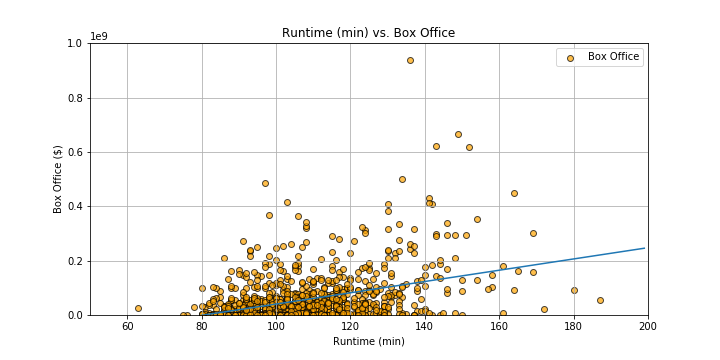 Runtime (min) vs. Box Office
1e9
1.0
0.8
0.6
0.4
0.2
0.0
Box Office ($)
Box Office
60 80 100 120 140 160 180 200
Runtime (min)